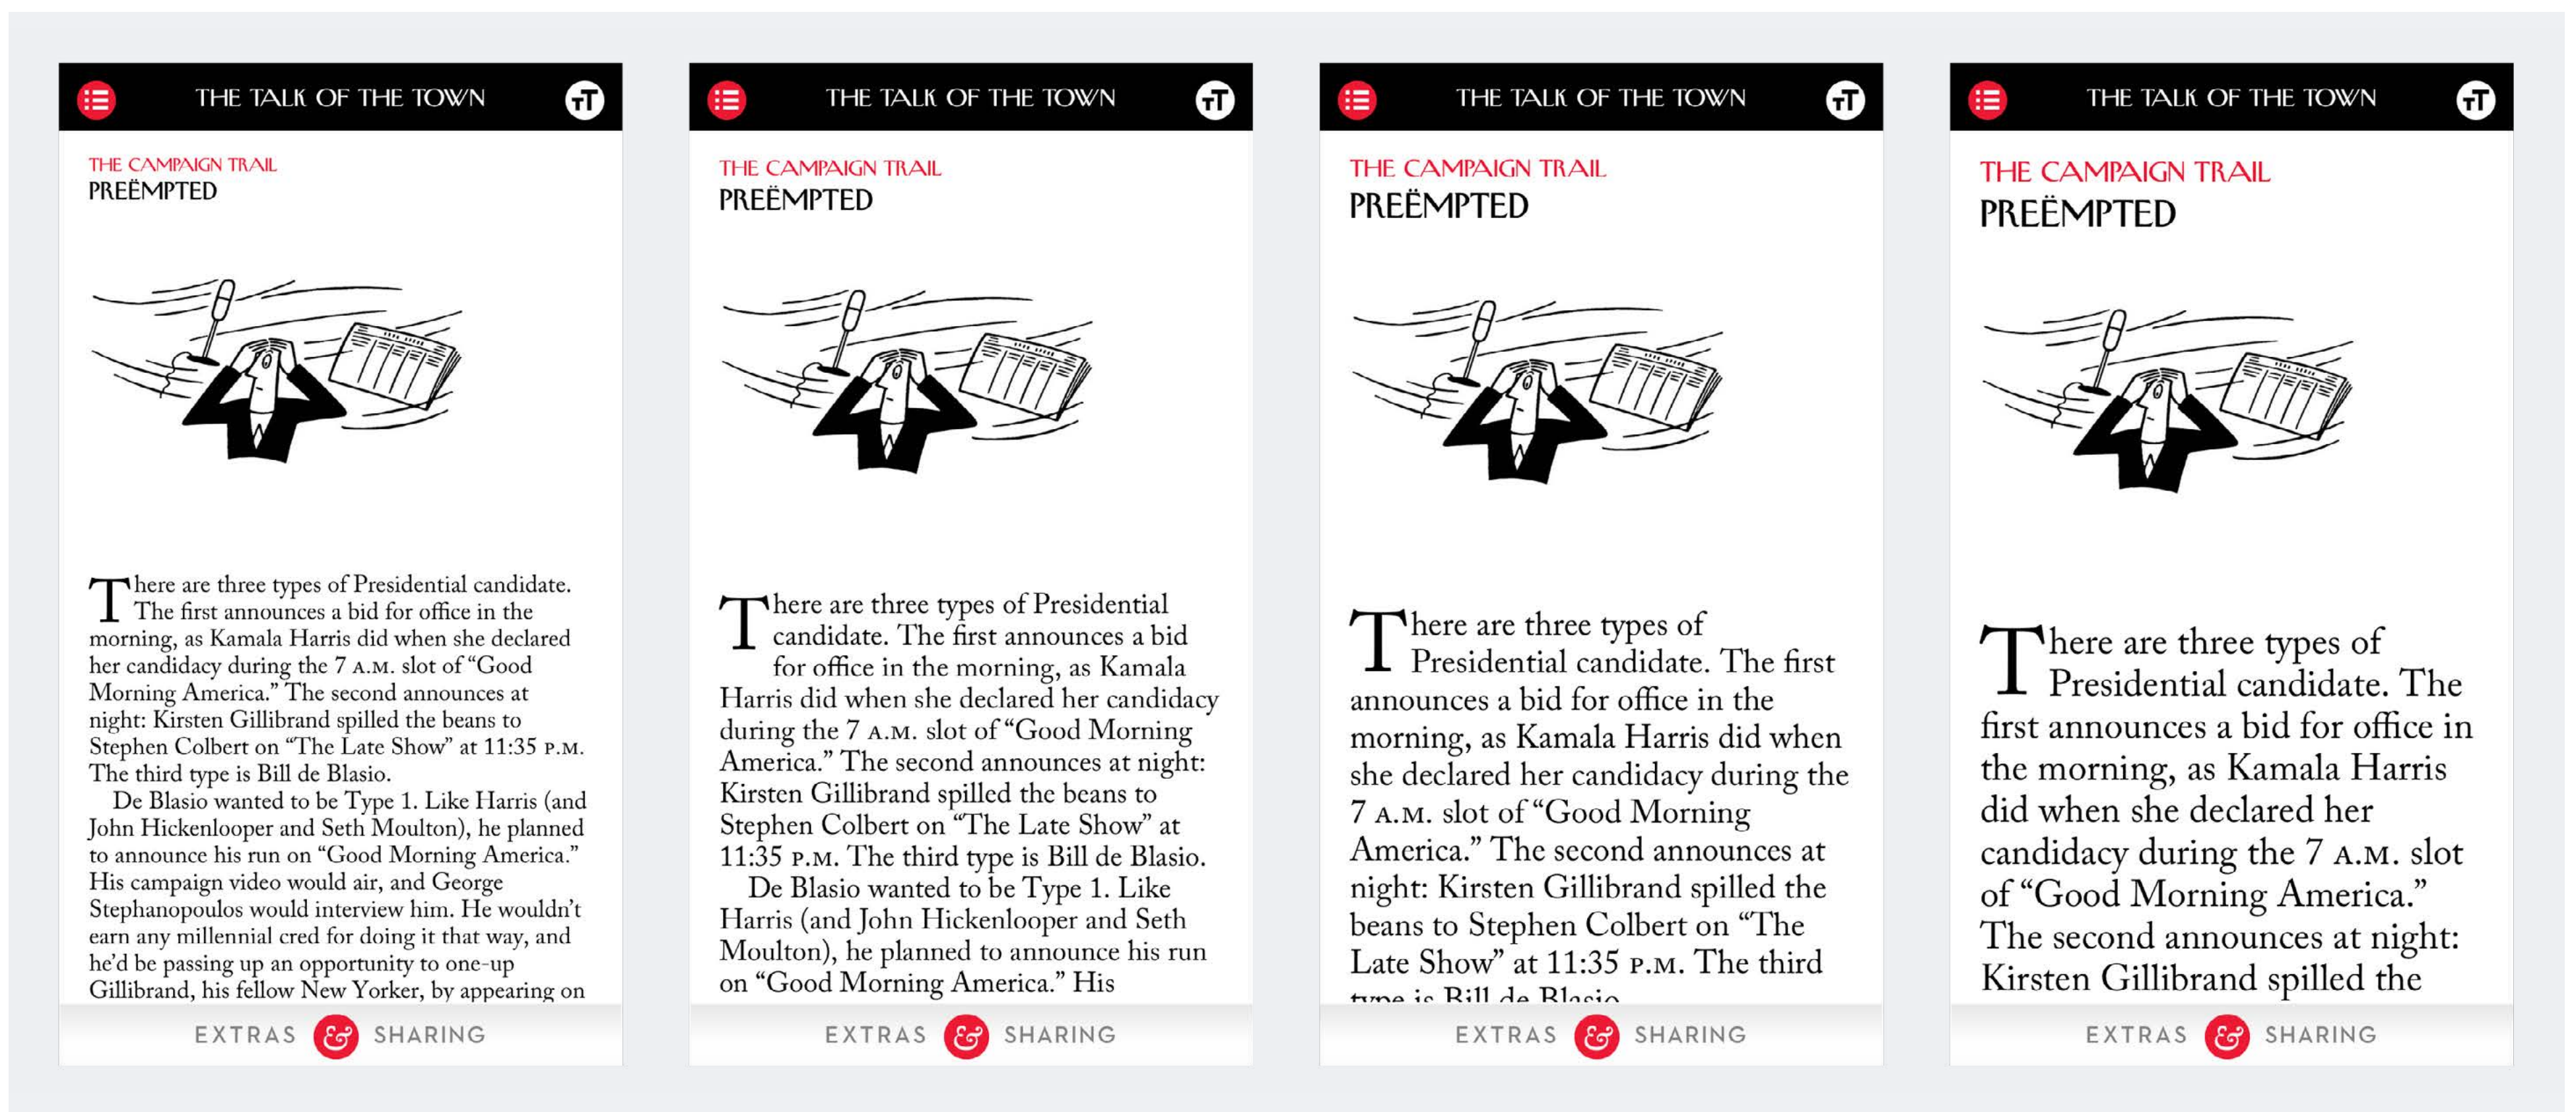 THE TALK OF THE TOWN
THE CAMPAIGN TRAIL
PREËMPTED
There are three types of Presidential candidate.
The first announces a bid for office in the
morning, as Kamala Harris did when she declared
her candidacy during the 7 A.M. slot of “Good
Morning America.” The second announces at
night: Kirsten Gillibrand spilled the beans to
Stephen Colbert on “The Late Show” at 11:35 P.M.
The third type is Bill de Blasio.
De Blasio wanted to be Type 1. Like Harris (and
John Hickenlooper and Seth Moulton), he planned
to announce his run on “Good Morning America.”
His campaign video would air, and George
Stephanopoulos would interview him. He wouldn’t
earn any millennial cred for doing it that way, and
he’d be passing up an opportunity to one-up
Gillibrand, his fellow New Yorker, by appearing on
EXTRAS & SHARING
THE TALK OF THE TOWN
TT
THE CAMPAIGN TRAIL
PREËMPTED
There are three types of Presidential
candidate. The first announces a bid
for office in the morning, as Kamala
Harris did when she declared her candidacy
during the 7 A.M. slot of “Good Morning
America.” The second announces at night:
Kirsten Gillibrand spilled the beans to
Stephen Colbert on “The Late Show” at
11:35 P.M. The third type is Bill de Blasio.
De Blasio wanted to be Type 1. Like
Harris (and John Hickenlooper and Seth
Moulton), he planned to announce his run
on “Good Morning America.” His
EXTRAS & SHARING
THE TALK OF THE TOWN
TT
THE CAMPAIGN TRAIL
PREËMPTED
There are three types of
Presidential candidate. The first
announces a bid for office in the
morning, as Kamala Harris did when
she declared her candidacy during the
7 A.M. slot of “Good Morning
America.” The second announces at
night: Kirsten Gillibrand spilled the
beans to Stephen Colbert on “The
Late Show” at 11:35 P.M. The third
type is Bill de Blasio
EXTRAS & SHARING
THE TALK OF THE TOWN
TT
THE CAMPAIGN TRAIL
PREËMPTED
There are three types of
Presidential candidate. The
first announces a bid for office in
the morning, as Kamala Harris
did when she declared her
candidacy during the 7 A.M. slot
of “Good Morning America.”
The second announces at night:
Kirsten Gillibrand spilled the
EXTRAS & SHARING